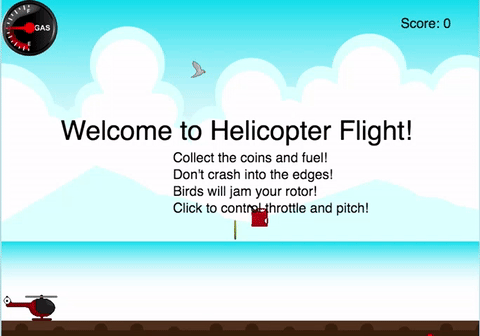 GAS
Score: 0
Welcome to Helicopter Flight!
Collect the coins and fuel!
Don't crash into the edges!
Birds will jam your rotor!
Click to control throttle and pitch!